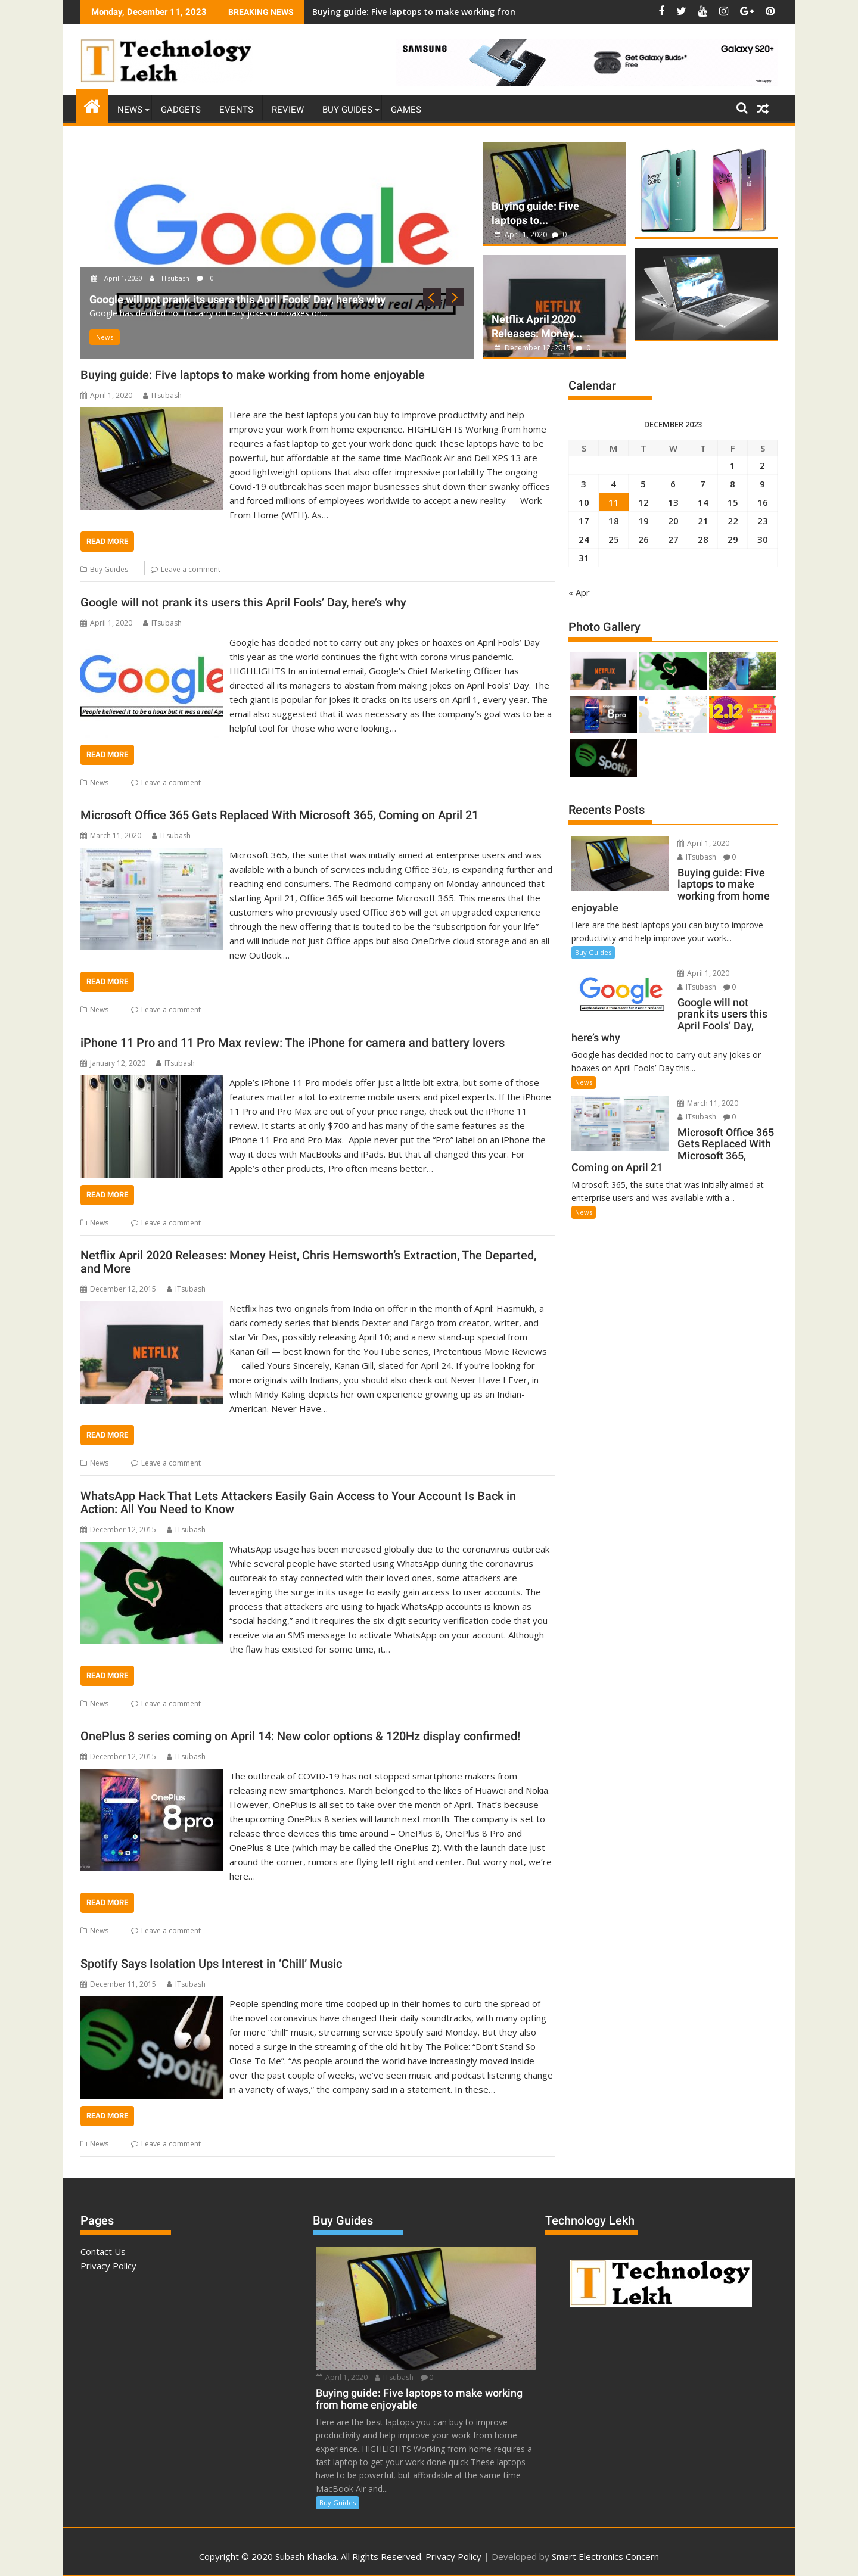 Monday, December 11, 2023
BREAKING NEWS
Buying guide: Five laptops to make working from
Technology
Lekh
SAMSUNG
Get Galaxy Buds+*
Free
Galaxy S20+
NEWS
GADGETS
EVENTS
REVIEW
BUY GUIDES
GAMES
Google
People believed it to be a hoax but it was a real April
April 1, 2020 ITsubash 0
Google will not prank its users this April Fools’ Day, here’s why
Google has decided not to carry out any jokes or hoaxes on...
News
Buying guide: Five
laptops to...
April 1, 2020 0
NETFLIX
Netflix April 2020
Releases: Money...
December 12, 2015 0
Never
Settle
Never
Settle
Buying guide: Five laptops to make working from home enjoyable
April 1, 2020 ITsubash
Here are the best laptops you can buy to improve productivity and help
improve your work from home experience. HIGHLIGHTS Working from home
requires a fast laptop to get your work done quick These laptops have to be
powerful, but affordable at the same time MacBook Air and Dell XPS 13 are
good lightweight options that also offer impressive portability The ongoing
Covid-19 outbreak has seen major businesses shut down their swanky offices
and forced millions of employees worldwide to accept a new reality — Work
From Home (WFH). As…
READ MORE
Buy Guides Leave a comment
Google will not prank its users this April Fools’ Day, here’s why
April 1, 2020 ITsubash
Google
People believed it to be a hoax but it was a real April
Google has decided not to carry out any jokes or hoaxes on April Fools’ Day
this year as the world continues the fight with corona virus pandemic.
HIGHLIGHTS In an internal email, Google’s Chief Marketing Officer has
directed all its managers to abstain from making jokes on April Fools’ Day. The
tech giant is popular for jokes it cracks on its users on April 1, every year. The
email also suggested that it was necessary as the company’s goal was to be a
helpful tool for those who were looking…
READ MORE
News Leave a comment
Microsoft Office 365 Gets Replaced With Microsoft 365, Coming on April 21
March 11, 2020 ITsubash
Microsoft 365, the suite that was initially aimed at enterprise users and was
available with a bunch of services including Office 365, is expanding further and
reaching end consumers. The Redmond company on Monday announced that
starting April 21, Office 365 will become Microsoft 365. This means that the
customers who previously used Office 365 will get an upgraded experience
through the new offering that is touted to be the “subscription for your life”
and will include not just Office apps but also OneDrive cloud storage and an all-
new Outlook.…
READ MORE
News Leave a comment
iPhone 11 Pro and 11 Pro Max review: The iPhone for camera and battery lovers
January 12, 2020 ITsubash
Apple’s iPhone 11 Pro models offer just a little bit extra, but some of those
features matter a lot to extreme mobile users and pixel experts. If the iPhone
11 Pro and Pro Max are out of your price range, check out the iPhone 11
review. It starts at only $700 and has many of the same features as the
iPhone 11 Pro and Pro Max. Apple never put the “Pro” label on an iPhone the
way it does with MacBooks and iPads. But that all changed this year. For
Apple’s other products, Pro often means better…
READ MORE
News Leave a comment
Netflix April 2020 Releases: Money Heist, Chris Hemsworth’s Extraction, The Departed,
and More
December 12, 2015 ITsubash
NETFLIX
Netflix has two originals from India on offer in the month of April: Hasmukh, a
dark comedy series that blends Dexter and Fargo from creator, writer, and
star Vir Das, possibly releasing April 10; and a new stand-up special from
Kanan Gill — best known for the YouTube series, Pretentious Movie Reviews
— called Yours Sincerely, Kanan Gill, slated for April 24. If you’re looking for
more originals with Indians, you should also check out Never Have I Ever, in
which Mindy Kaling depicts her own experience growing up as an Indian-
American. Never Have…
READ MORE
News Leave a comment
WhatsApp Hack That Lets Attackers Easily Gain Access to Your Account Is Back in
Action: All You Need to Know
December 12, 2015 ITsubash
WhatsApp usage has been increased globally due to the coronavirus outbreak
While several people have started using WhatsApp during the coronavirus
outbreak to stay connected with their loved ones, some attackers are
leveraging the surge in its usage to easily gain access to user accounts. The
process that attackers are using to hijack WhatsApp accounts is known as
“social hacking,” and it requires the six-digit security verification code that you
receive via an SMS message to activate WhatsApp on your account. Although
the flaw has existed for some time, it…
READ MORE
News Leave a comment
OnePlus 8 series coming on April 14: New color options & 120Hz display confirmed!
December 12, 2015 ITsubash
OnePlus
8 pro
The outbreak of COVID-19 has not stopped smartphone makers from
releasing new smartphones. March belonged to the likes of Huawei and Nokia.
However, OnePlus is all set to take over the month of April. That’s because
the upcoming OnePlus 8 series will launch next month. The company is set to
release three devices this time around – OnePlus 8, OnePlus 8 Pro and
OnePlus 8 Lite (which may be called the OnePlus Z). With the launch date just
around the corner, rumors are flying left right and center. But worry not, we’re
here…
READ MORE
News Leave a comment
Spotify Says Isolation Ups Interest in ‘Chill’ Music
December 11, 2015 ITsubash
Spotify
People spending more time cooped up in their homes to curb the spread of
the novel coronavirus have changed their daily soundtracks, with many opting
for more “chill” music, streaming service Spotify said Monday. But they also
noted a surge in the streaming of the old hit by The Police: “Don’t Stand So
Close To Me”. “As people around the world have increasingly moved inside
over the past couple of weeks, we’ve seen music and podcast listening change
in a variety of ways,” the company said in a statement. In these…
READ MORE
News Leave a comment
Calendar
DECEMBER 2023
S M T W T F S
1 2
3 4 5 6 7 8 9
10 11 12 13 14 15 16
17 18 19 20 21 22 23
24 25 26 27 28 29 30
31
« Apr
Photo Gallery
NETFLIX
8 pro
12.12
Spotify
Recents Posts
April 1, 2020
ITsubash 0
Buying guide: Five
laptops to make
working from home
enjoyable
Here are the best laptops you can buy to improve
productivity and help improve your work...
Buy Guides
Google
People believed it to be a hoax but it was a real April
April 1, 2020
ITsubash 0
Google will not
prank its users this
April Fools’ Day,
here’s why
Google has decided not to carry out any jokes or
hoaxes on April Fools’ Day this...
News
March 11, 2020
ITsubash 0
Microsoft Office 365
Gets Replaced With
Microsoft 365,
Coming on April 21
Microsoft 365, the suite that was initially aimed at
enterprise users and was available with a...
News
Pages
Contact Us
Privacy Policy
Buy Guides
April 1, 2020 ITsubash 0
Buying guide: Five laptops to make working
from home enjoyable
Here are the best laptops you can buy to improve
productivity and help improve your work from home
experience. HIGHLIGHTS Working from home requires a
fast laptop to get your work done quick These laptops
have to be powerful, but affordable at the same time
MacBook Air and...
Buy Guides
Technology Lekh
Technology
Lekh
Copyright © 2020 Subash Khadka. All Rights Reserved. Privacy Policy | Developed by Smart Electronics Concern